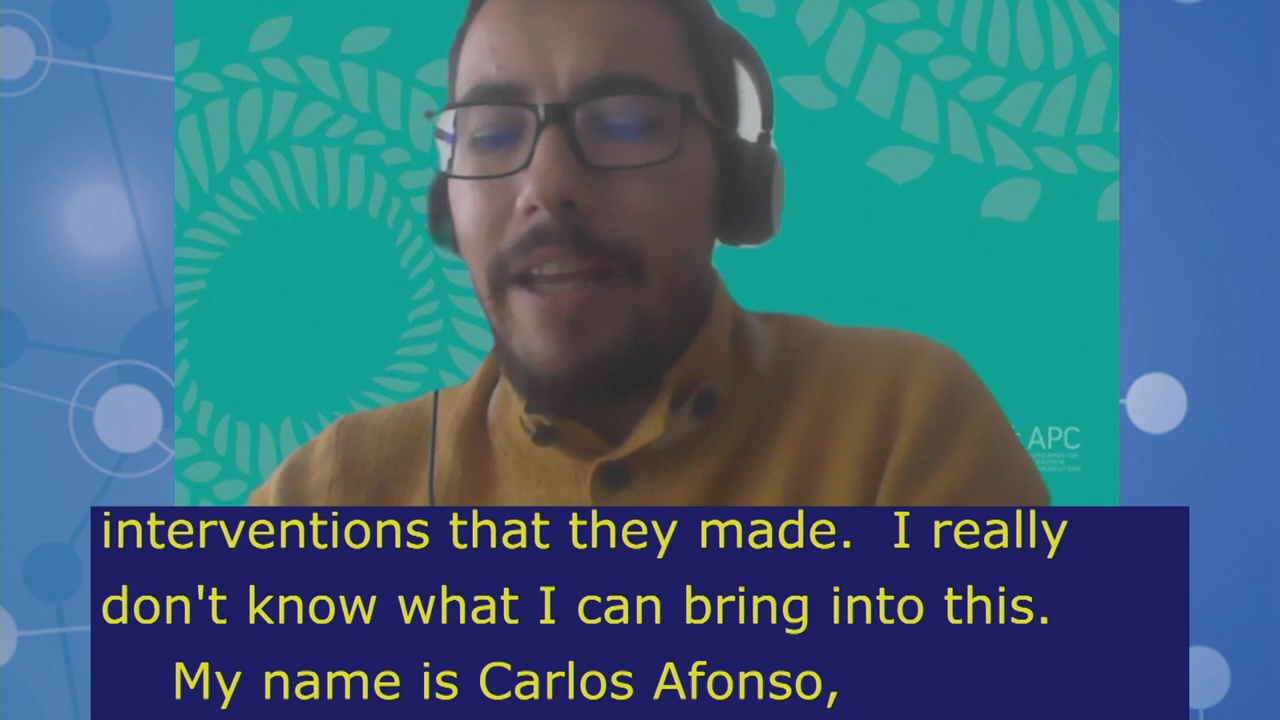 APC
interventions that they made.  I really
don't know what I can bring into this.
My name is Carlos Afonso,